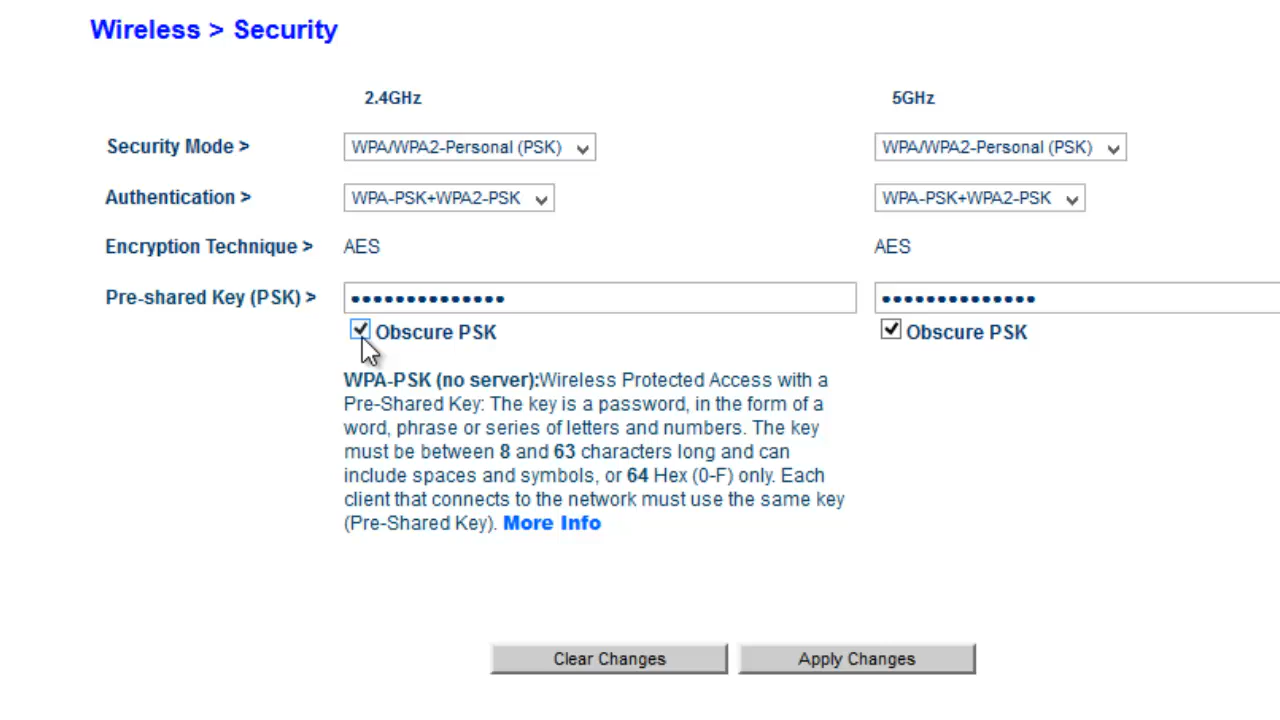 Wireless > Security
2.4GHz 5GHz
Security Mode > WPA/WPA2-Personal (PSK) WPA/WPA2-Personal (PSK)
Authentication > WPA-PSK+WPA2-PSK WPA-PSK+WPA2-PSK
Encryption Technique > AES AES
Pre-shared Key (PSK) > •••••••••••••• ••••••••••••••
Obscure PSK Obscure PSK
WPA-PSK (no server):Wireless Protected Access with a
Pre-Shared Key: The key is a password, in the form of a
word, phrase or series of letters and numbers. The key
must be between 8 and 63 characters long and can
include spaces and symbols, or 64 Hex (0-F) only. Each
client that connects to the network must use the same key
(Pre-Shared Key). More Info
Clear Changes Apply Changes